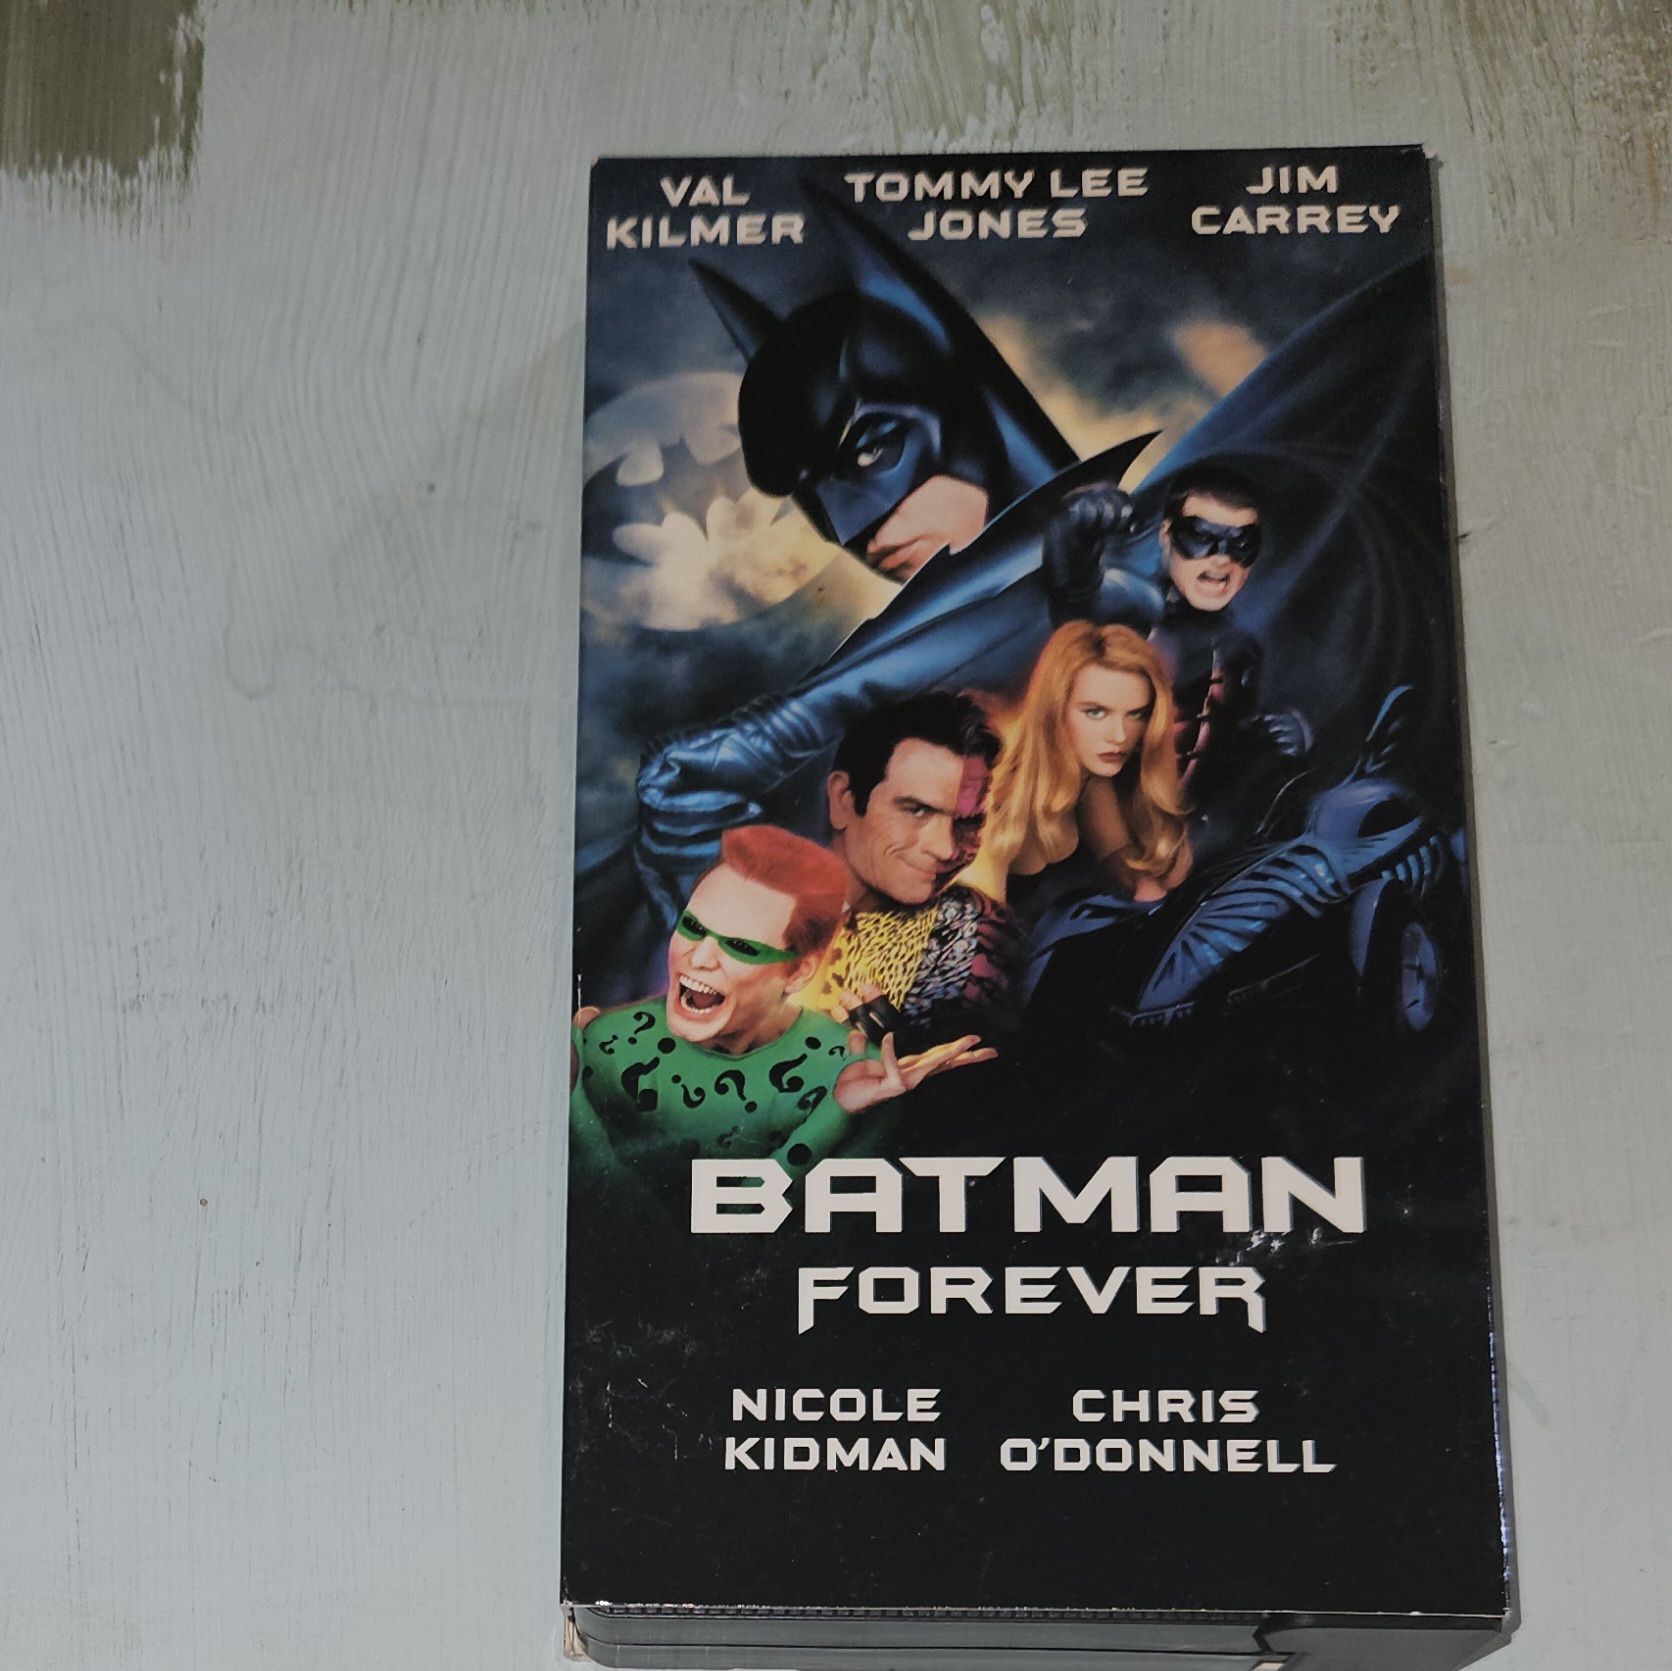 VAL TOMMY LEE JIM
KILMER JONES CARREY
BATMAN
FOREVER
NICOLE CHRIS
KIDMAN O'DONNELL